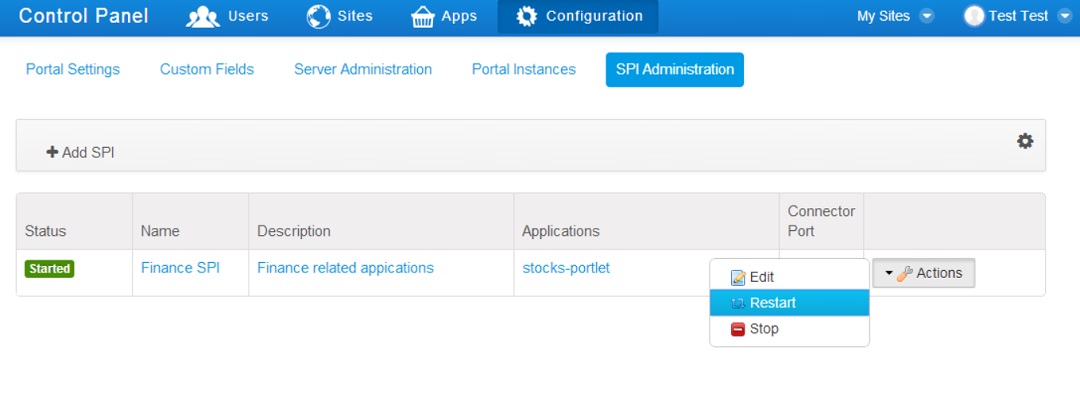 Control Panel Users Sites Apps Configuration My Sites Test Test
Portal Settings Custom Fields Server Administration Portal Instances SPI Administration
Add SPI
Status Name Description Applications Connector Port
Started Finance SPI Finance related appications stocks-portlet Actions
Edit
Restart
Stop